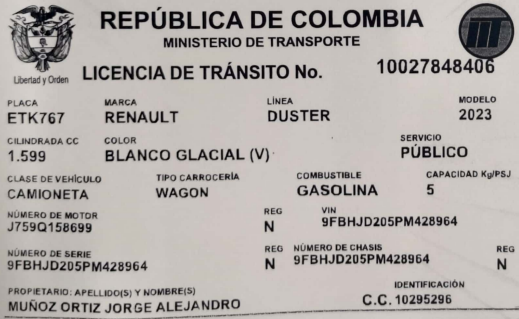 REPÚBLICA DE COLOMBIA
MINISTERIO DE TRANSPORTE
Libertad y Orden
LICENCIA DE TRÁNSITO No. 10027848406
PLACA MARCA LÍNEA MODELO
ETK767 RENAULT DUSTER 2023
CILINDRADA CC COLOR SERVICIO
1.599 BLANCO GLACIAL (V) PÚBLICO
CLASE DE VEHÍCULO TIPO CARROCERÍA COMBUSTIBLE CAPACIDAD Kg/PSJ
CAMIONETA WAGON GASOLINA 5
NÚMERO DE MOTOR REG VIN
J759Q158699 N 9FBHJD205PM428964
NÚMERO DE SERIE REG NÚMERO DE CHASIS REG
9FBHJD205PM428964 N 9FBHJD205PM428964 N
PROPIETARIO: APELLIDO(S) Y NOMBRE(S) IDENTIFICACIÓN
MUÑOZ ORTIZ JORGE ALEJANDRO C.C. 10295296